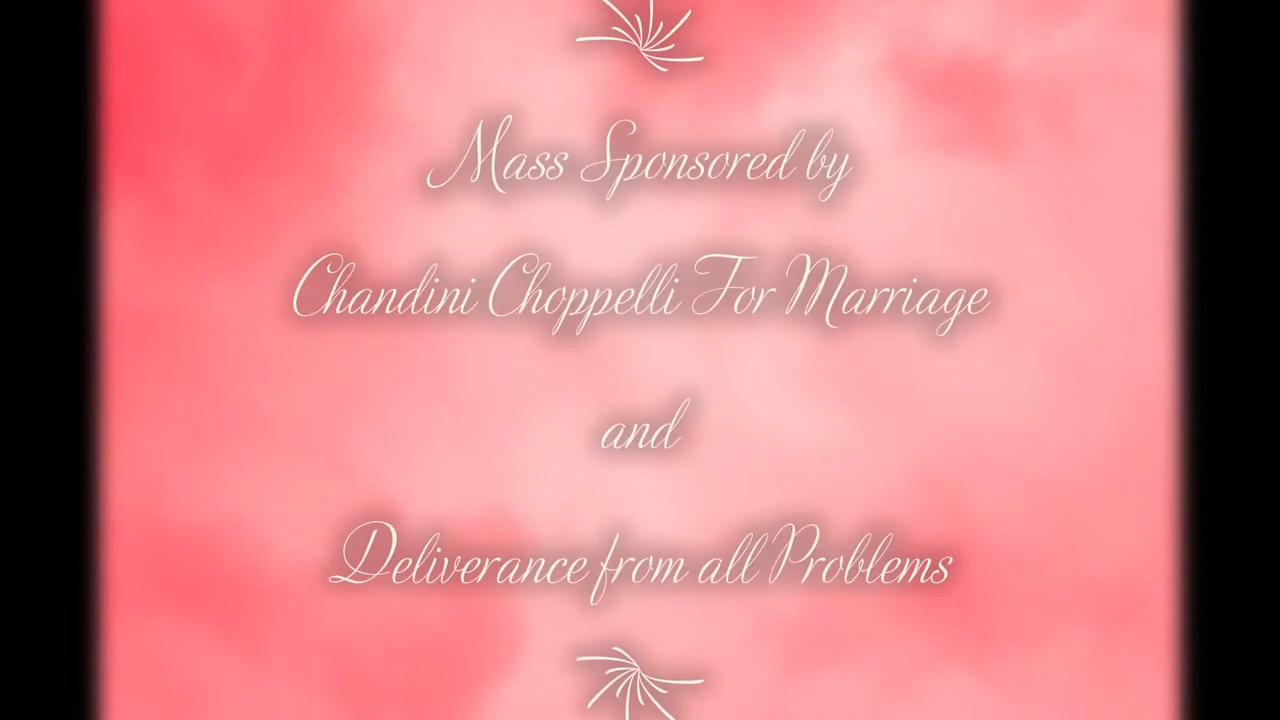 Mass Sponsored by
Chandini Choppelli For Marriage
and
Deliverance from all Problems